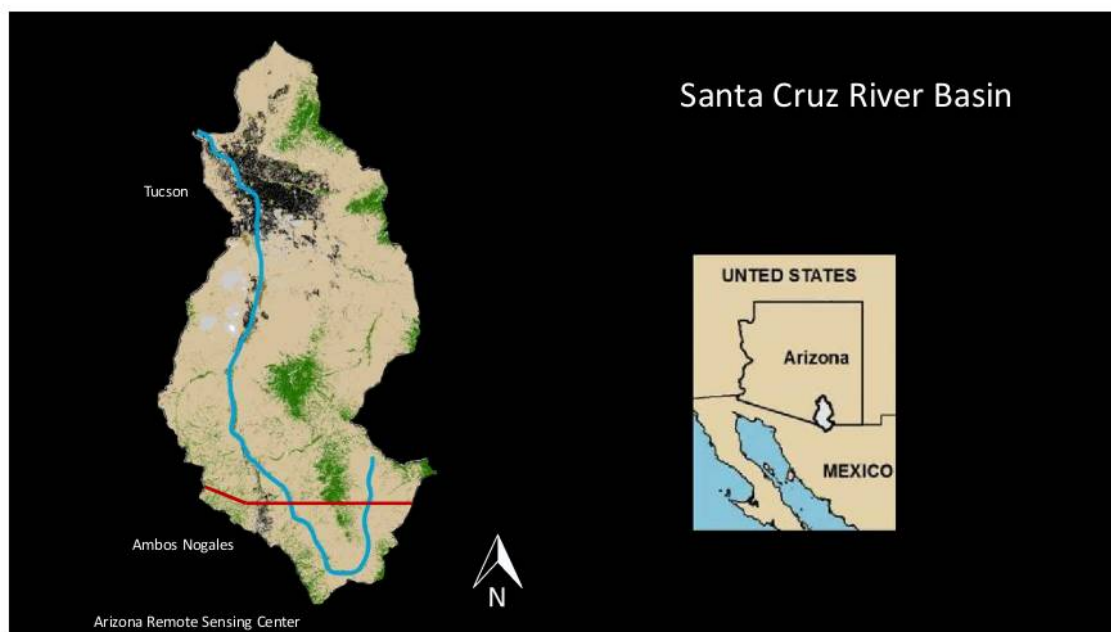 Santa Cruz River Basin
Tucson
UNITED STATES
Arizona
MEXICO
Ambos Nogales
N
Arizona Remote Sensing Center